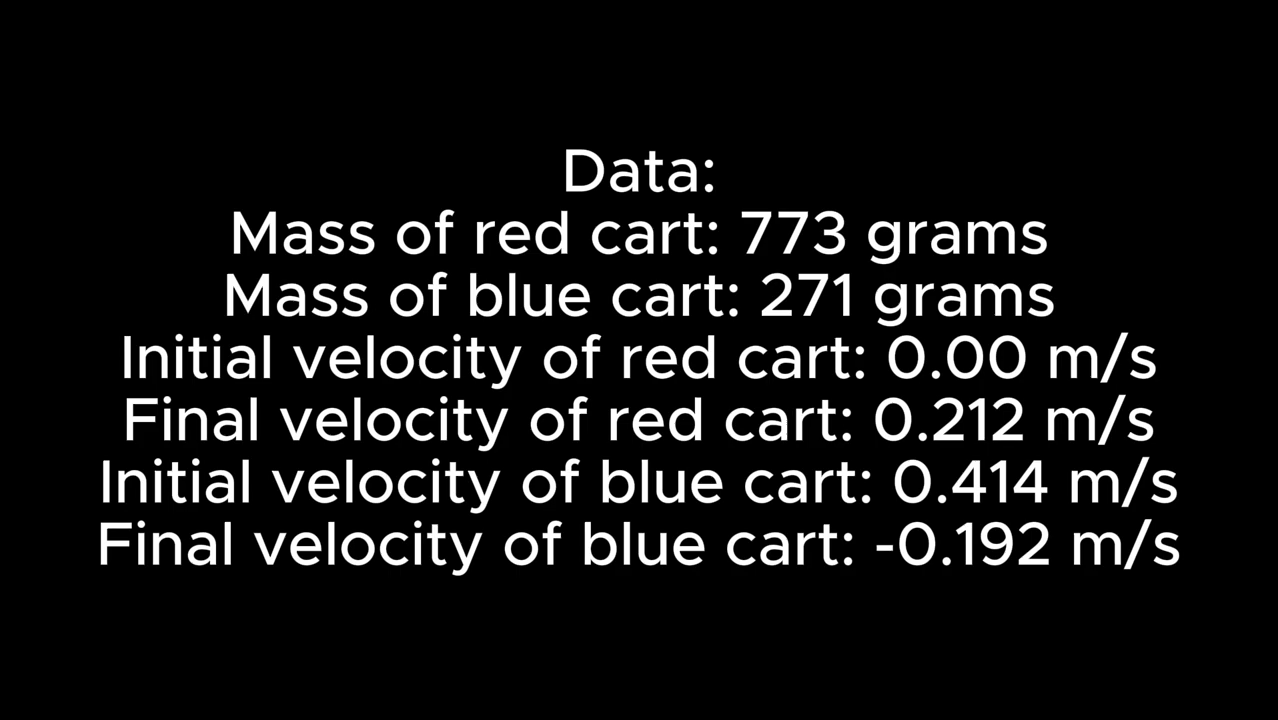 Data:
Mass of red cart: 773 grams
Mass of blue cart: 271 grams
Initial velocity of red cart: 0.00 m/s
Final velocity of red cart: 0.212 m/s
Initial velocity of blue cart: 0.414 m/s
Final velocity of blue cart: -0.192 m/s